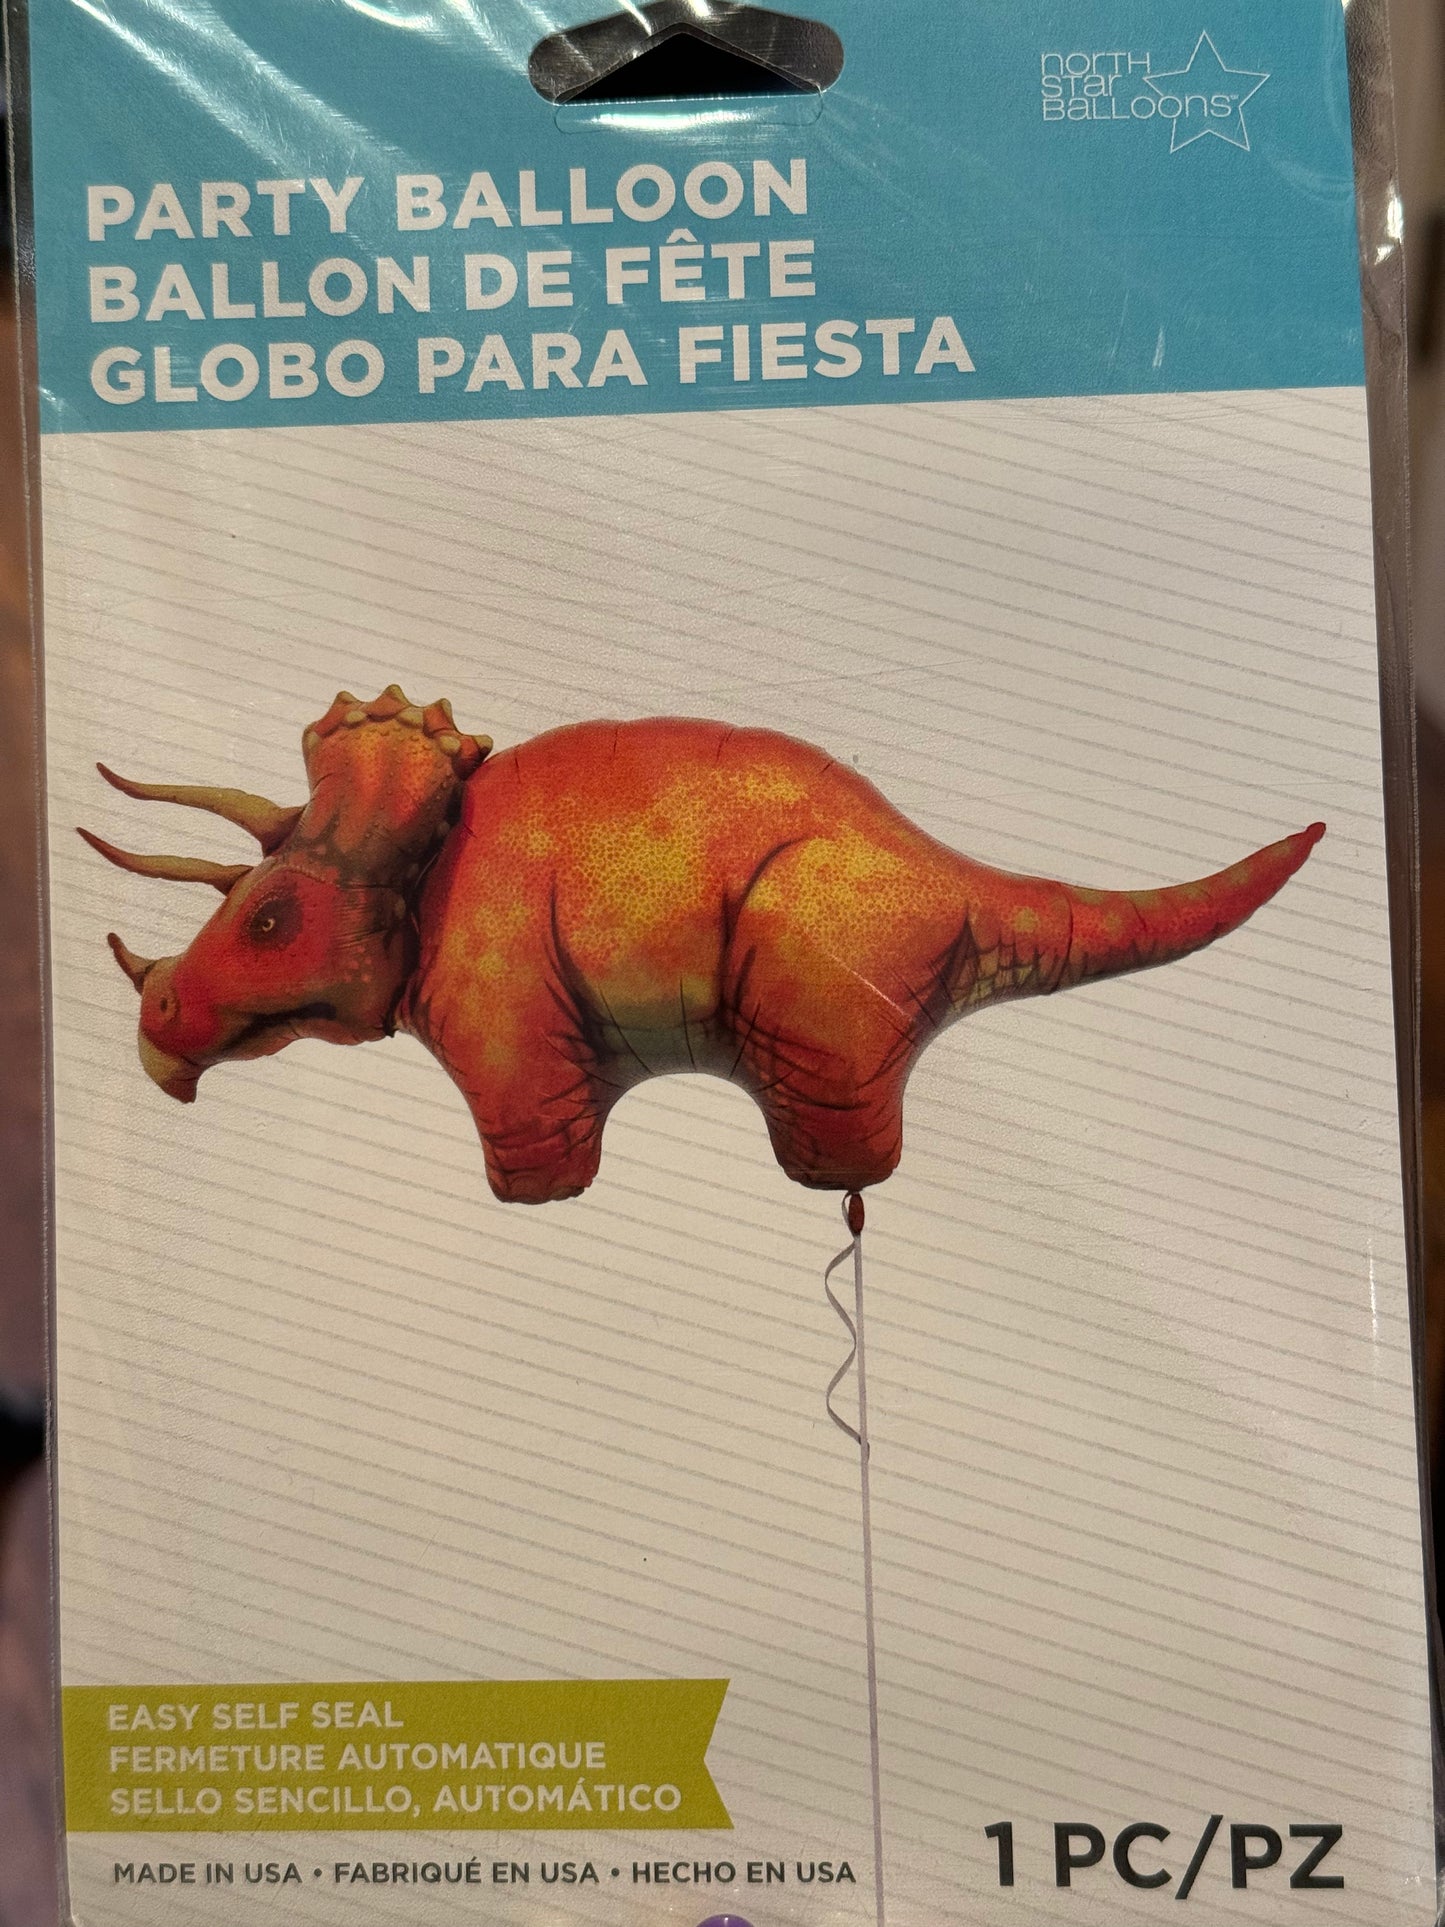 norTH
STar
BaLLOOns™
PARTY BALLOON
BALLON DE FÊTE
GLOBO PARA FIESTA
EASY SELF SEAL
FERMETURE AUTOMATIQUE
SELLO SENCILLO, AUTOMÁTICO
MADE IN USA • FABRIQUÉ EN USA • HECHO EN USA
1 PC/PZ